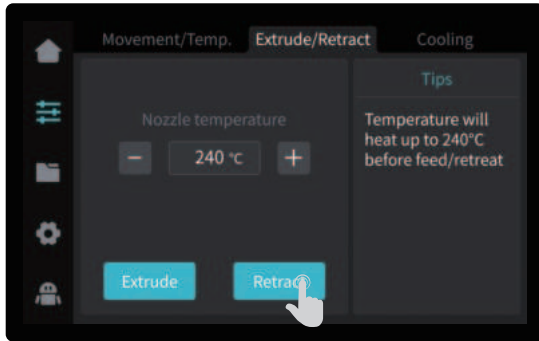 Movement/Temp. Extrude/Retract Cooling
Tips
Nozzle temperature
− 240 °C +
Temperature will
heat up to 240°C
before feed/retreat
Extrude Retract